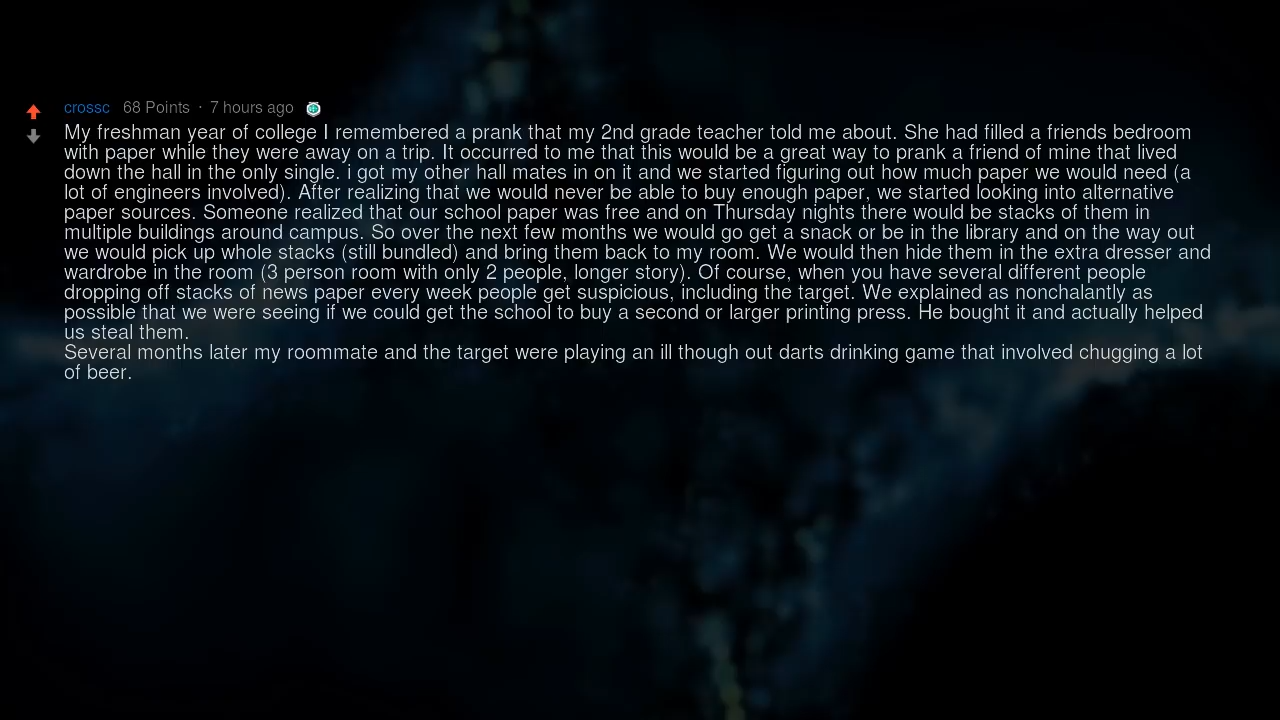 crossc 68 Points · 7 hours ago
My freshman year of college I remembered a prank that my 2nd grade teacher told me about. She had filled a friends bedroom
with paper while they were away on a trip. It occurred to me that this would be a great way to prank a friend of mine that lived
down the hall in the only single. i got my other hall mates in on it and we started figuring out how much paper we would need (a
lot of engineers involved). After realizing that we would never be able to buy enough paper, we started looking into alternative
paper sources. Someone realized that our school paper was free and on Thursday nights there would be stacks of them in
multiple buildings around campus. So over the next few months we would go get a snack or be in the library and on the way out
we would pick up whole stacks (still bundled) and bring them back to my room. We would then hide them in the extra dresser and
wardrobe in the room (3 person room with only 2 people, longer story). Of course, when you have several different people
dropping off stacks of news paper every week people get suspicious, including the target. We explained as nonchalantly as
possible that we were seeing if we could get the school to buy a second or larger printing press. He bought it and actually helped
us steal them.
Several months later my roommate and the target were playing an ill though out darts drinking game that involved chugging a lot
of beer.